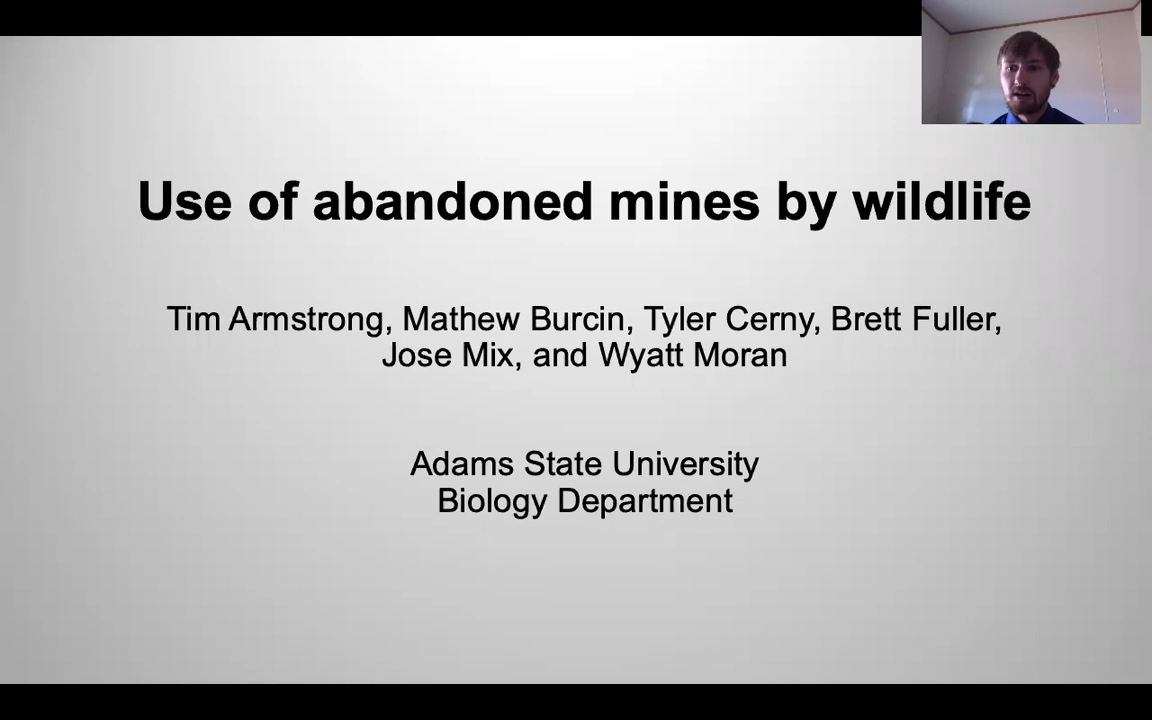 Use of abandoned mines by wildlife
Tim Armstrong, Mathew Burcin, Tyler Cerny, Brett Fuller,
Jose Mix, and Wyatt Moran
Adams State University
Biology Department